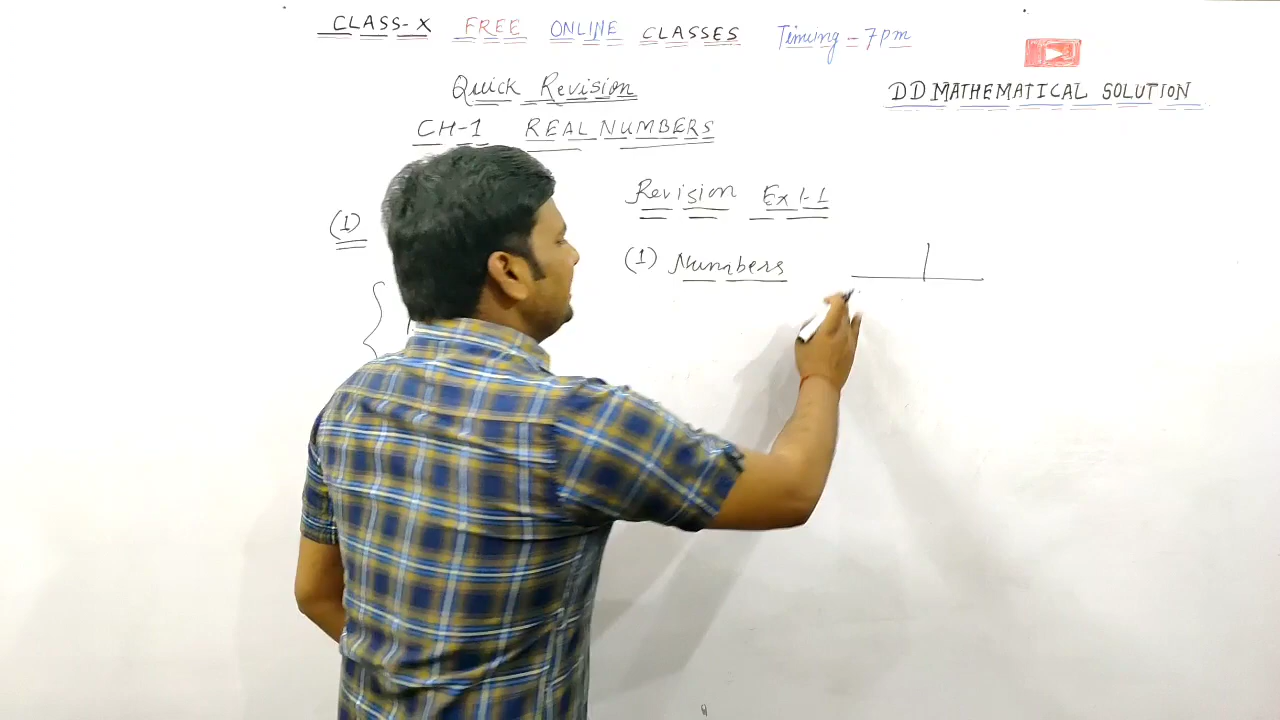 CLASS-X FREE ONLINE CLASSES Timing = 7pm
Quick Revision
DD MATHEMATICAL SOLUTION
CH-1 REAL NUMBERS
Revision Ex 1.1
(1)
(1) Numbers